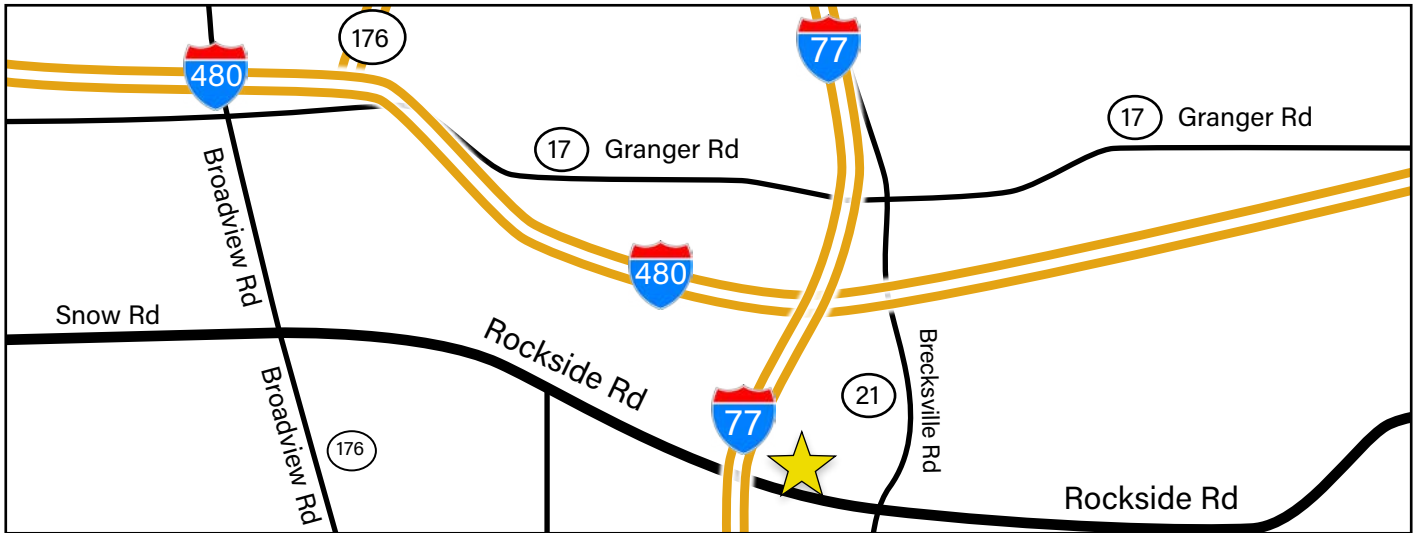 176
77
480
17 Granger Rd
17 Granger Rd
Broadview Rd
480
Snow Rd
Rockside Rd
Brecksville Rd
21
77
Broadview Rd
176
Rockside Rd